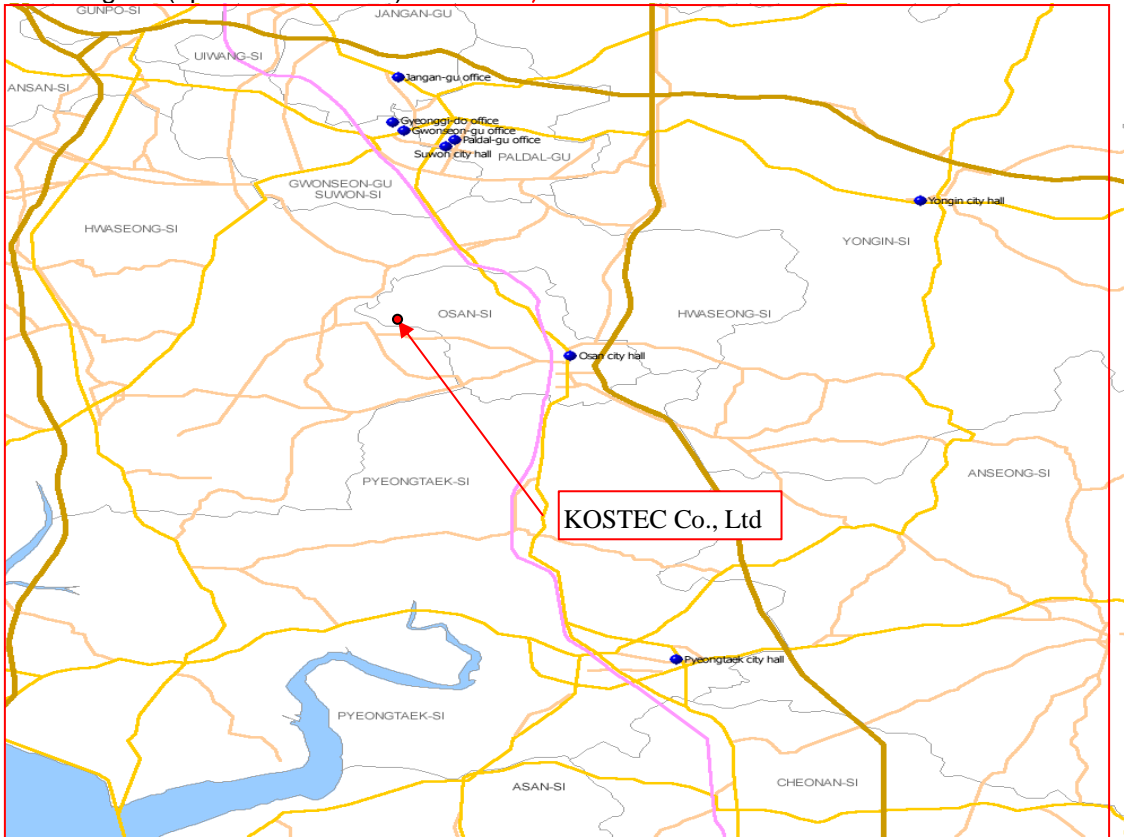 GUNPO-SI
JANGAN-GU
UIWANG-SI
Jangan-gu office
ANSAN-SI
Gyeonggi-do office
Gwonseon-gu office
Paldal-gu office
Suwon city hall
PALDAL-GU
GWONSEON-GU
SUWON-SI
Yongin city hall
HWASEONG-SI
YONGIN-SI
OSAN-SI
HWASEONG-SI
Osan city hall
ANSEONG-SI
PYEONGTAEK-SI
KOSTEC Co., Ltd
Pyeongtaek city hall
PYEONGTAEK-SI
ASAN-SI
CHEONAN-SI